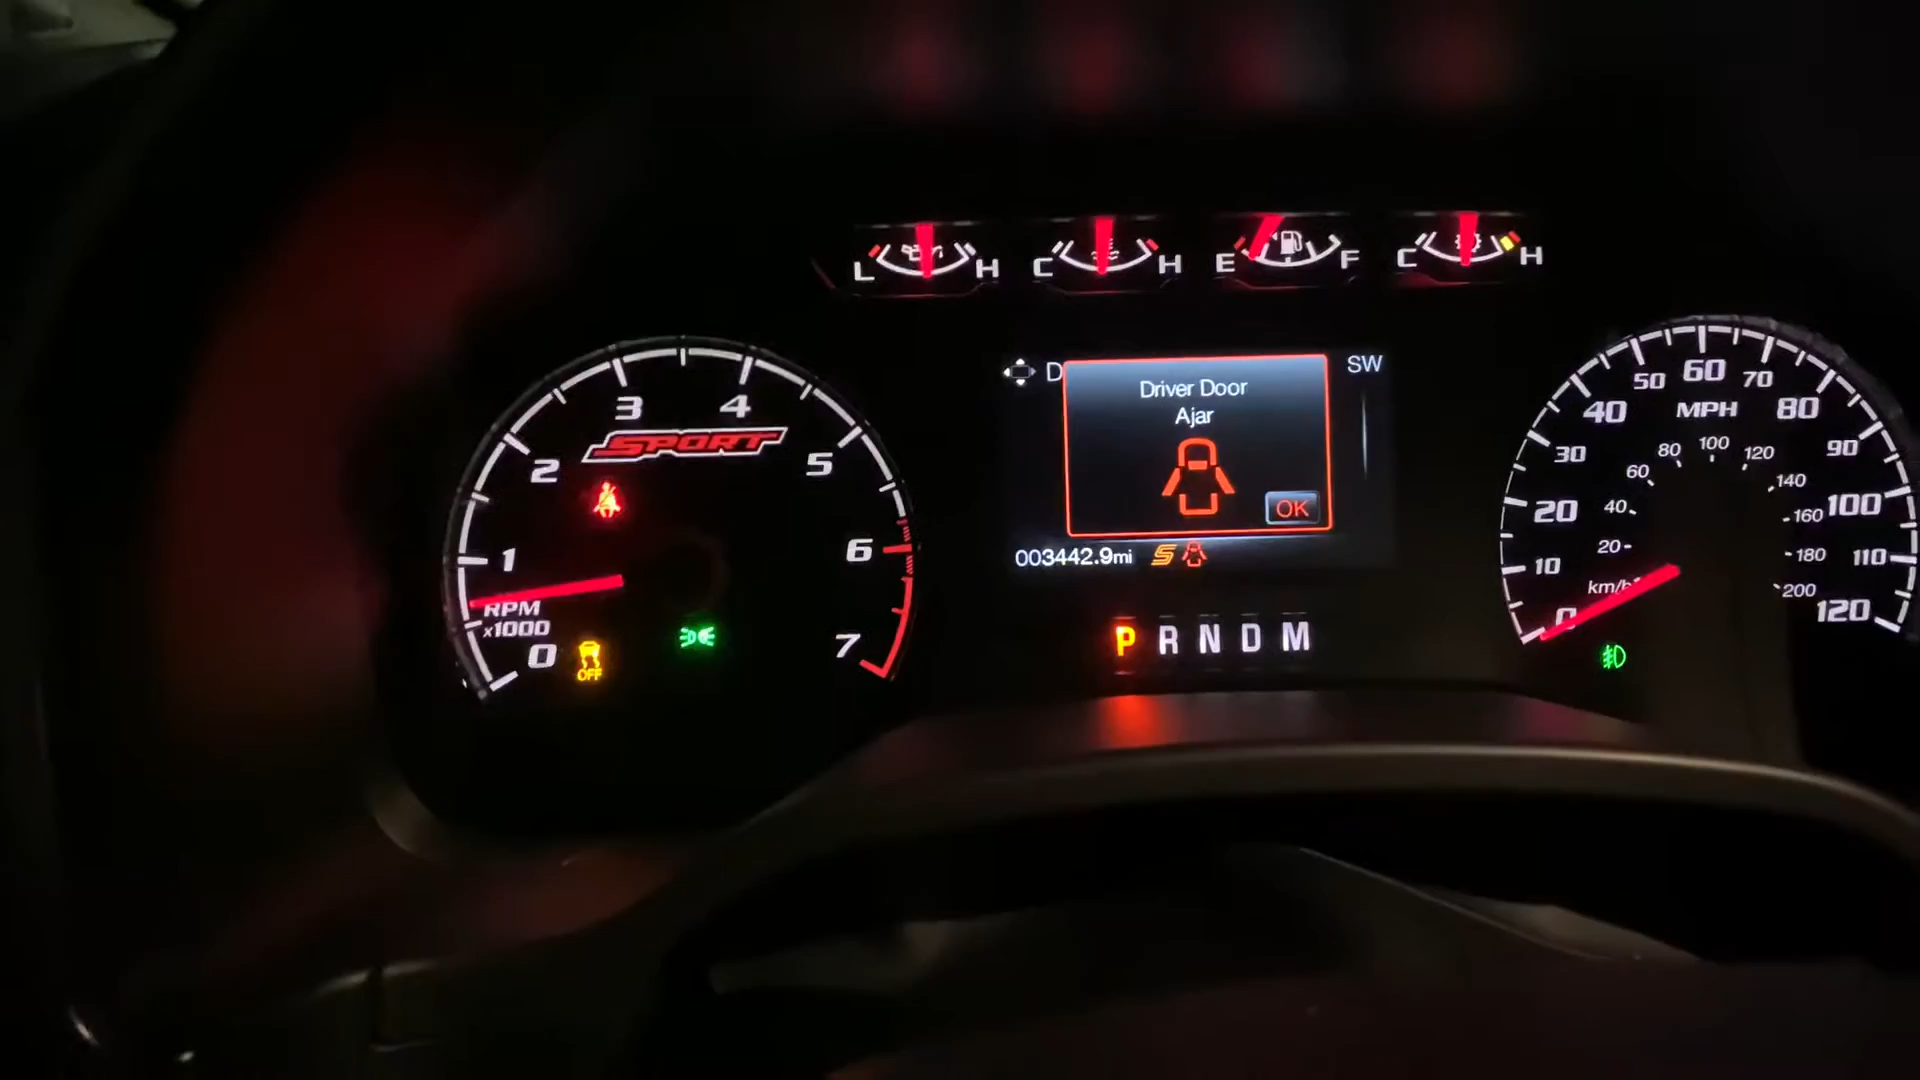 L H
C H
E F
C H
SPORT
1 2 3 4 5 6 7
RPM
x1000
0
OFF
D
SW
Driver Door
Ajar
OK
003442.9mi
S
P R N D M
0 10 20 30 40 50 60 70 80 90 100 110 120
MPH
20 40 60 80 100 120 140 160 180 200
km/h